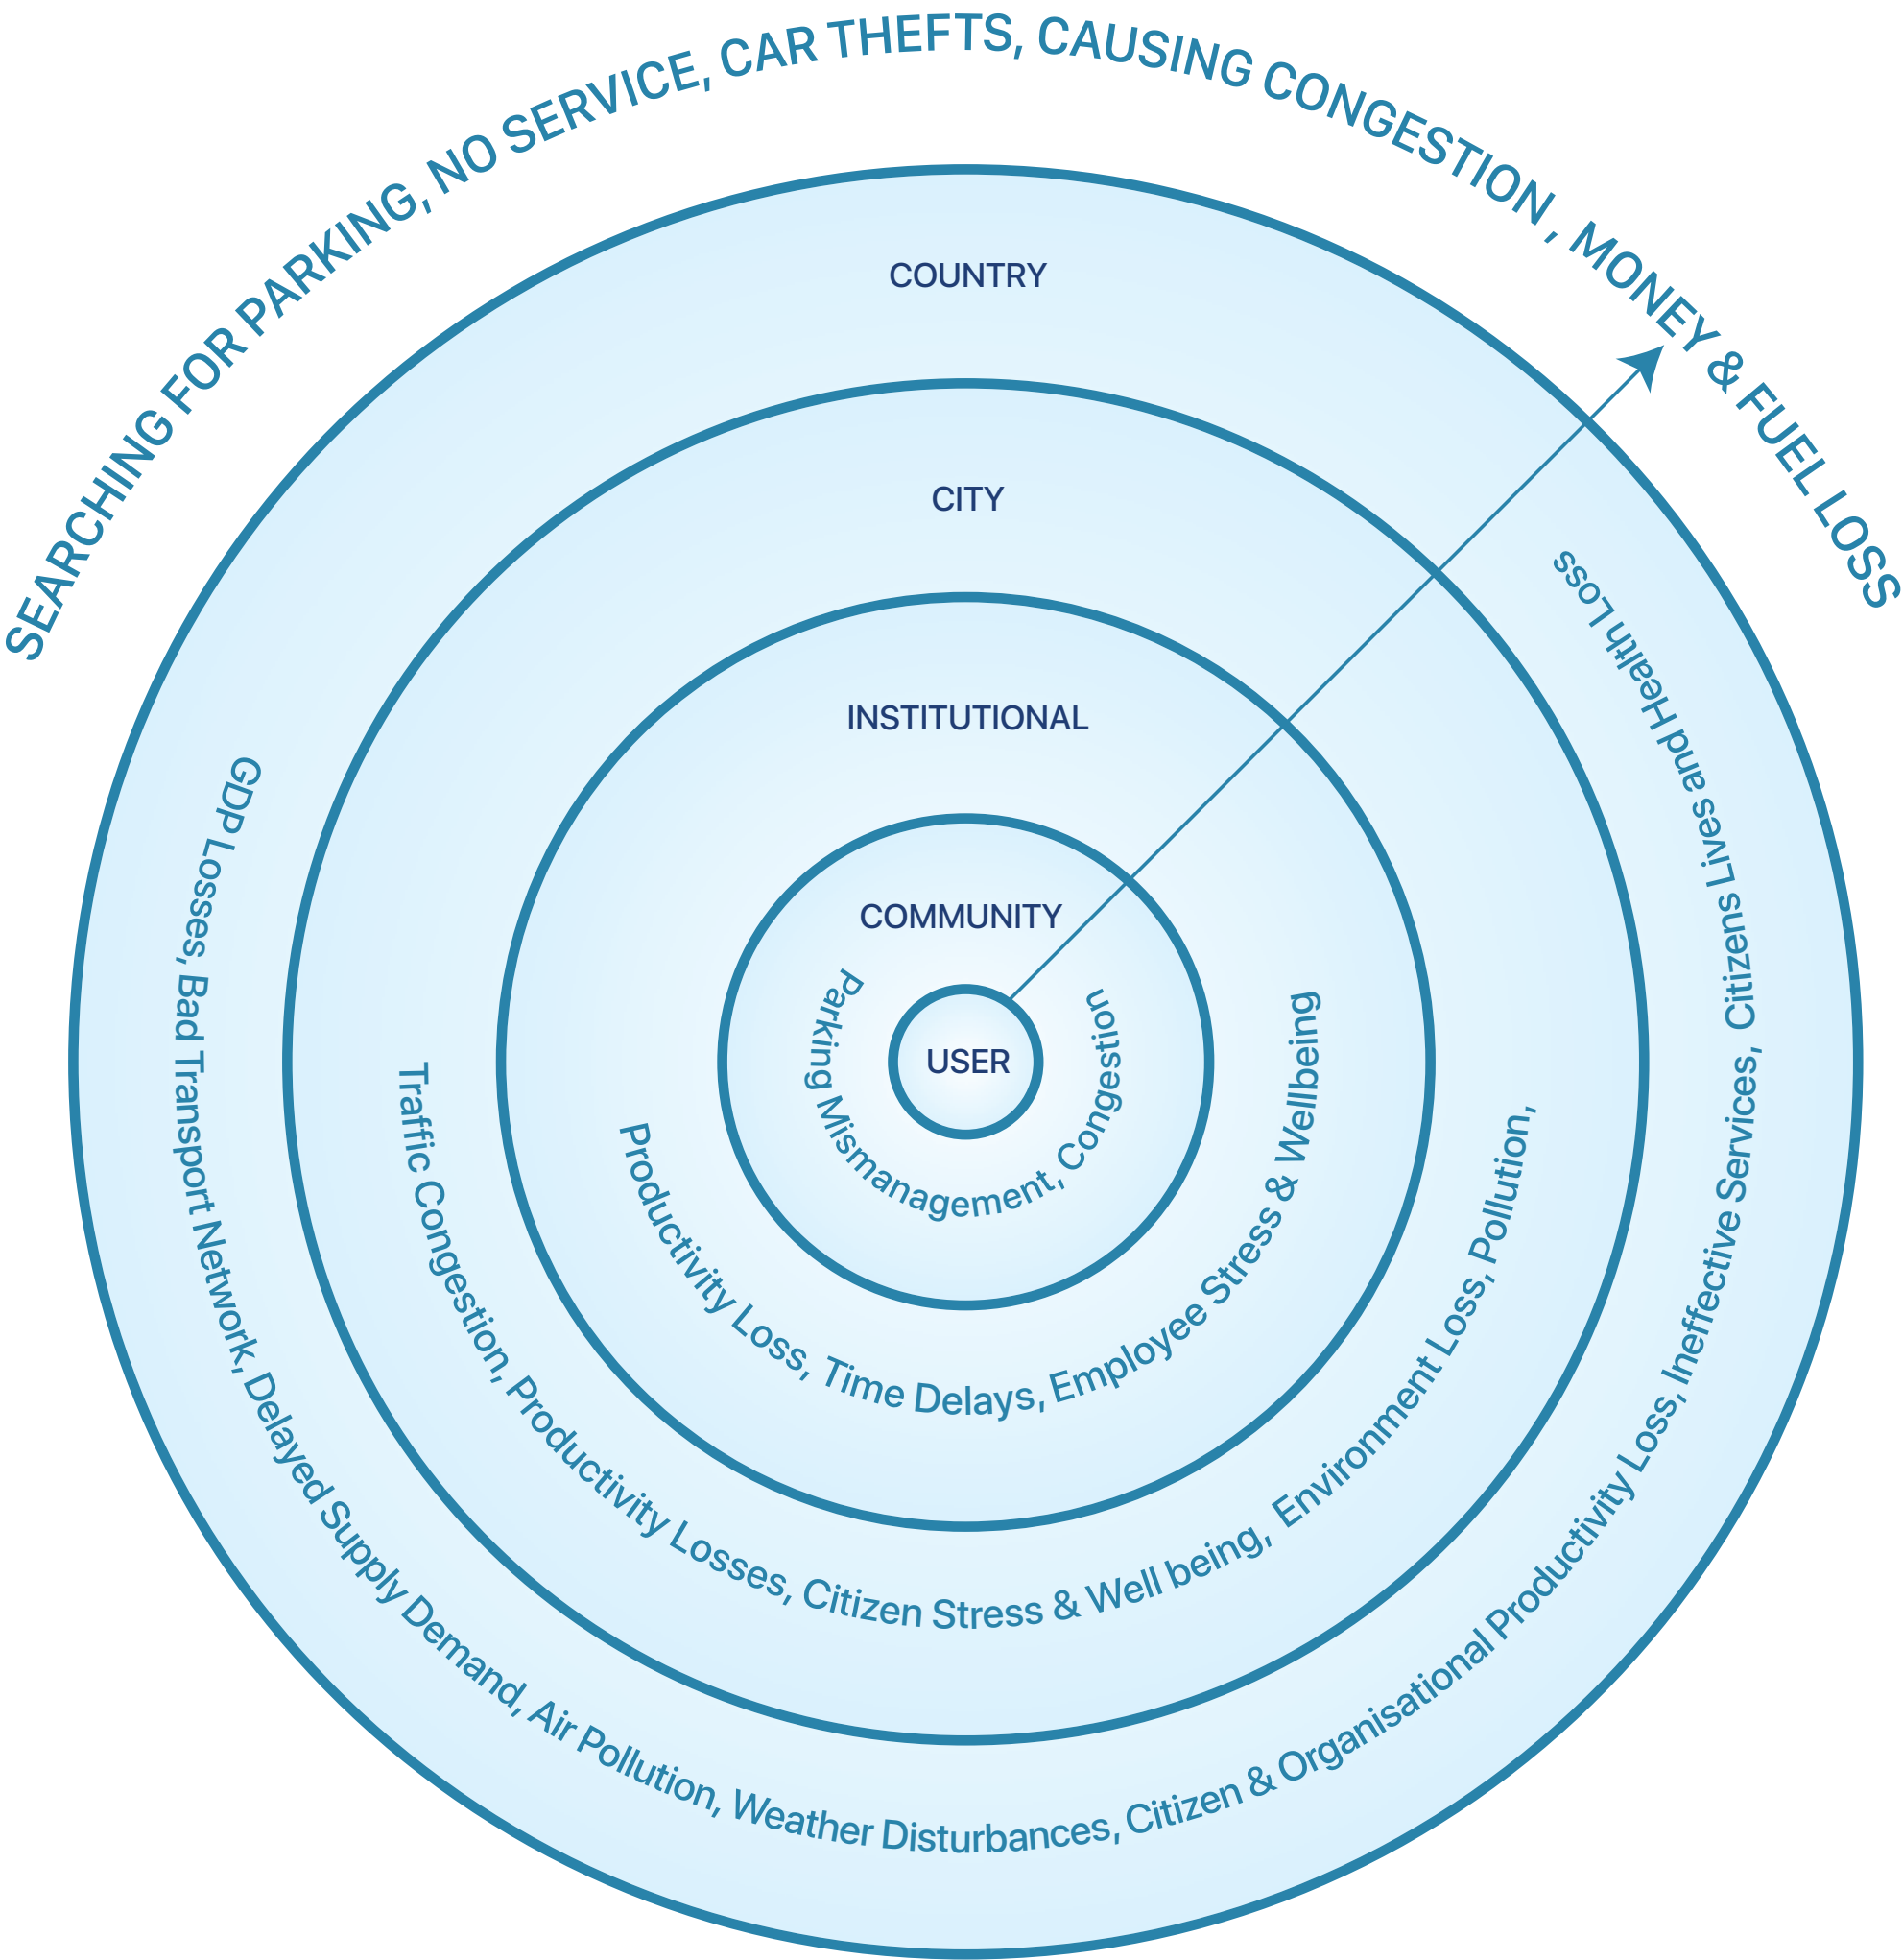 SEARCHING FOR PARKING, NO SERVICE, CAR THEFTS, CAUSING CONGESTION , MONEY & FUEL LOSS
COUNTRY
CITY
INSTITUTIONAL
COMMUNITY
USER
Parking Mismanagement, Congestion
Productivity Loss, Time Delays, Employee Stress & Wellbeing
Traffic Congestion, Productivity Losses, Citizen Stress & Well being, Environment Loss, Pollution,
GDP Losses, Bad Transport Network, Delayed Supply Demand, Air Pollution, Weather Disturbances, Citizen & Organisational Productivity Loss, Ineffective Services, Citizens Lives and Health Loss